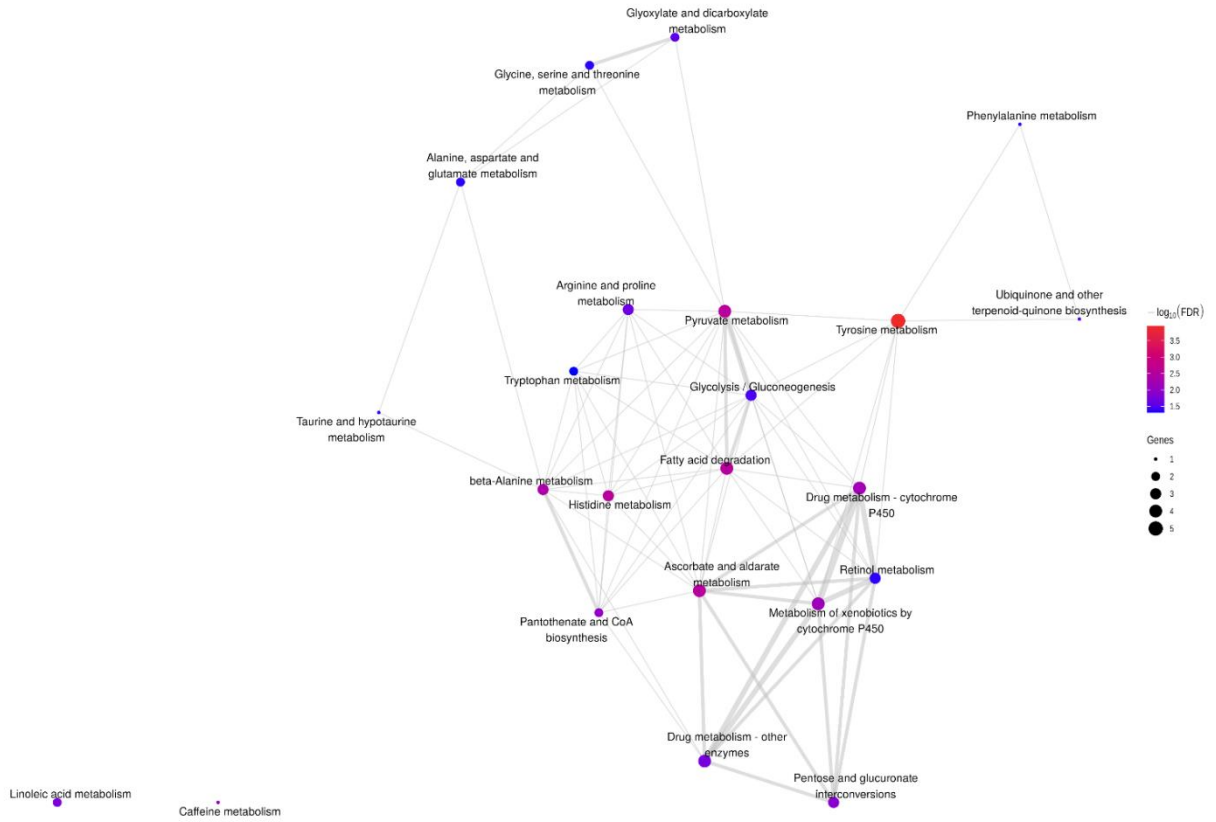 Glyoxylate and dicarboxylate
metabolism
Glycine, serine and threonine
metabolism
Phenylalanine metabolism
Alanine, aspartate and
glutamate metabolism
Arginine and proline
metabolism
Pyruvate metabolism
Tyrosine metabolism
Ubiquinone and other
terpenoid-quinone biosynthesis
Tryptophan metabolism
Glycolysis / Gluconeogenesis
Taurine and hypotaurine
metabolism
Fatty acid degradation
beta-Alanine metabolism
Histidine metabolism
Drug metabolism - cytochrome
P450
Ascorbate and aldarate
metabolism
Retinol metabolism
Metabolism of xenobiotics by
cytochrome P450
Pantothenate and CoA
biosynthesis
Drug metabolism - other
enzymes
Pentose and glucuronate
interconversions
Linoleic acid metabolism
Caffeine metabolism
− log10(FDR)
3.5
3.0
2.5
2.0
1.5
Genes
1
2
3
4
5